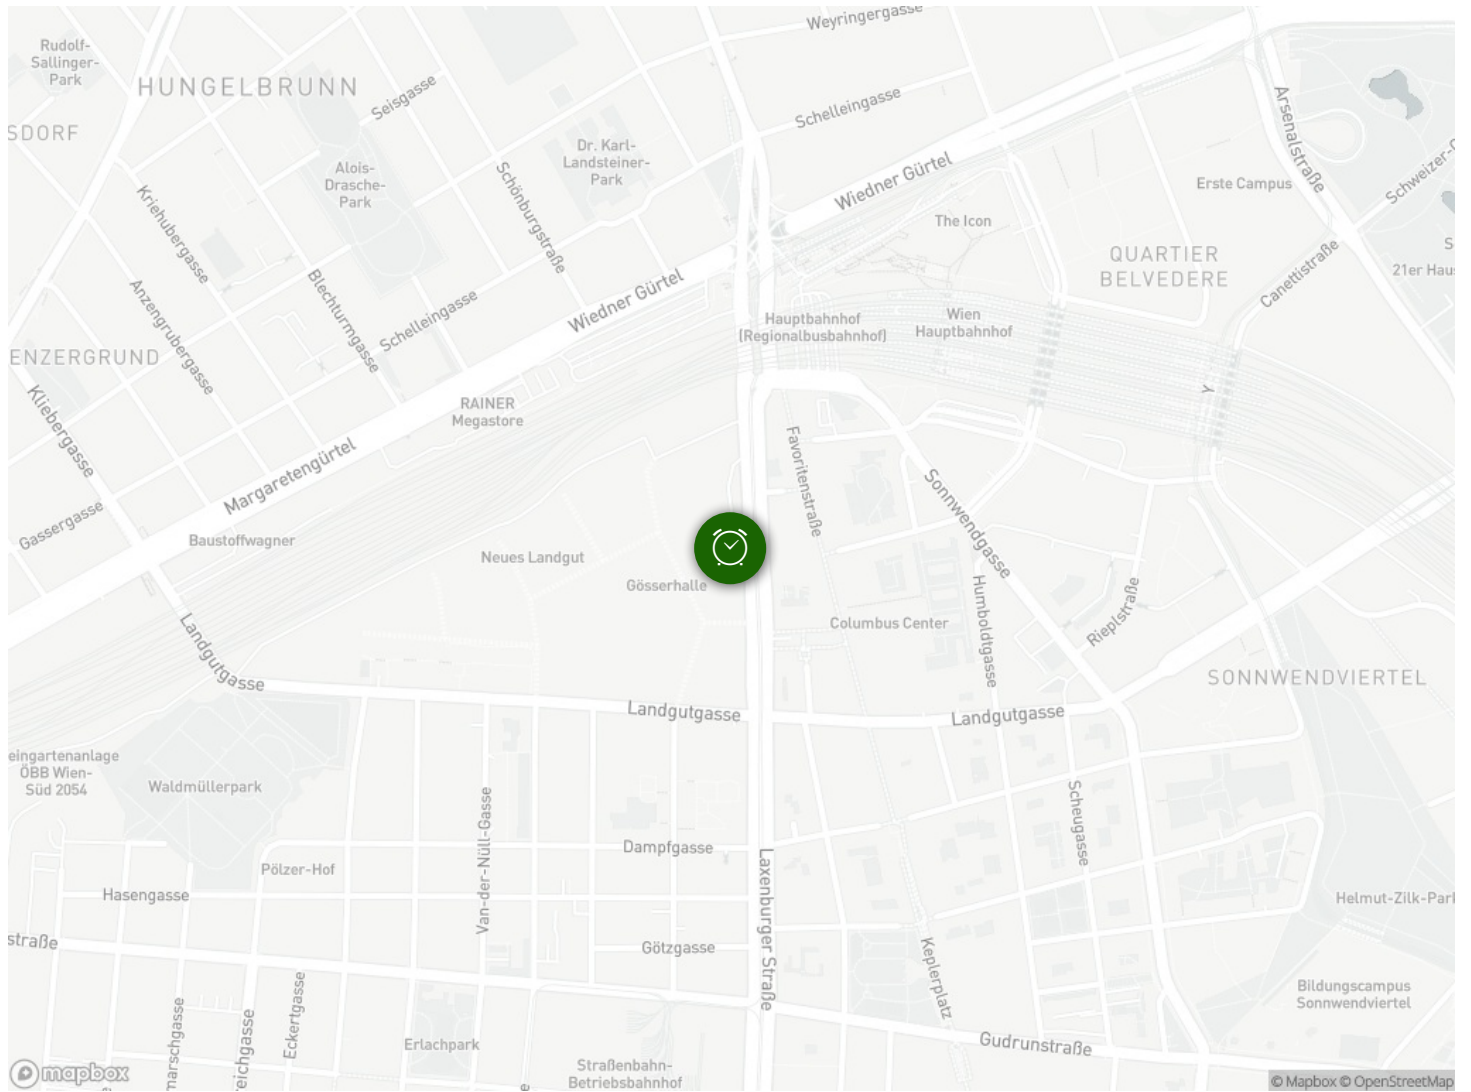 Weyringergasse
Rudolf-
Sallinger-
Park
HUNGELBRUNN
Seisgasse
Schelleingasse
Arsenalstraße
SDORF
Dr. Karl-
Landsteiner-
Park
Alois-
Drasche-
Park
Schönburgstraße
Wiedner Gürtel
Erste Campus
Schweizer-G
Kriehubergasse
The Icon
QUARTIER
BELVEDERE
S
21er Haus
Canettistraße
Blechturmgasse
Anzengrubergasse
Wiedner Gürtel
Schelleingasse
Hauptbahnhof
(Regionalbusbahnhof)
Wien
Hauptbahnhof
ENZERGRUND
Kliebergasse
RAINER
Megastore
Margaretengürtel
Favoritenstraße
Sonnwendgasse
Gassergasse
Baustoffwagner
Neues Landgut
Gösserhalle
Columbus Center
Humboldtgasse
Rieplstraße
Landgutgasse
SONNWENDVIERTEL
Landgutgasse
Landgutgasse
eingartenanlage
ÖBB Wien-
Süd 2054
Waldmüllerpark
Van-der-Nüll-Gasse
Scheugasse
Dampfgasse
Laxenburger Straße
Pölzer-Hof
Hasengasse
Helmut-Zilk-Park
straße
Götzgasse
Keplerplatz
Bildungscampus
Sonnwendviertel
Eckertgasse
marschgasse
reichgasse
Erlachpark
Gudrunstraße
Straßenbahn-
Betriebsbahnhof
e
mapbox
© Mapbox © OpenStreetMap